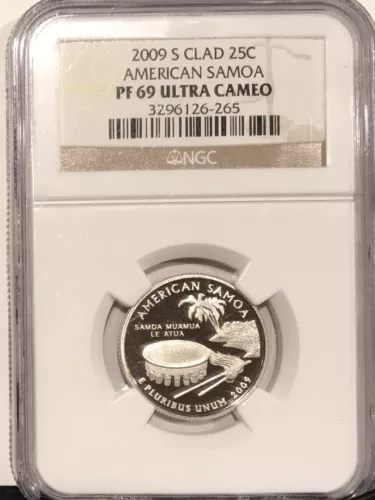 2009 S CLAD 25C
AMERICAN SAMOA
PF 69 ULTRA CAMEO
3296126-265
NGC
AMERICAN SAMOA
SAMOA MUAMUA
LE ATUA
E PLURIBUS UNUM 2009